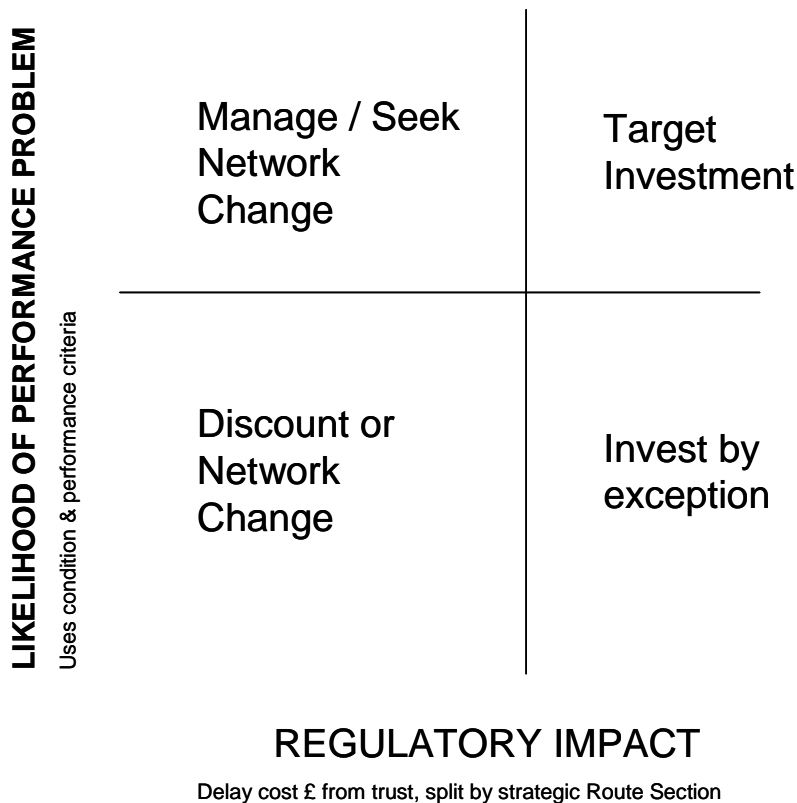 LIKELIHOOD OF PERFORMANCE PROBLEM
Uses condition & performance criteria
Manage / Seek
Network
Change
Target
Investment
Discount or
Network
Change
Invest by
exception
REGULATORY IMPACT
Delay cost £ from trust, split by strategic Route Section